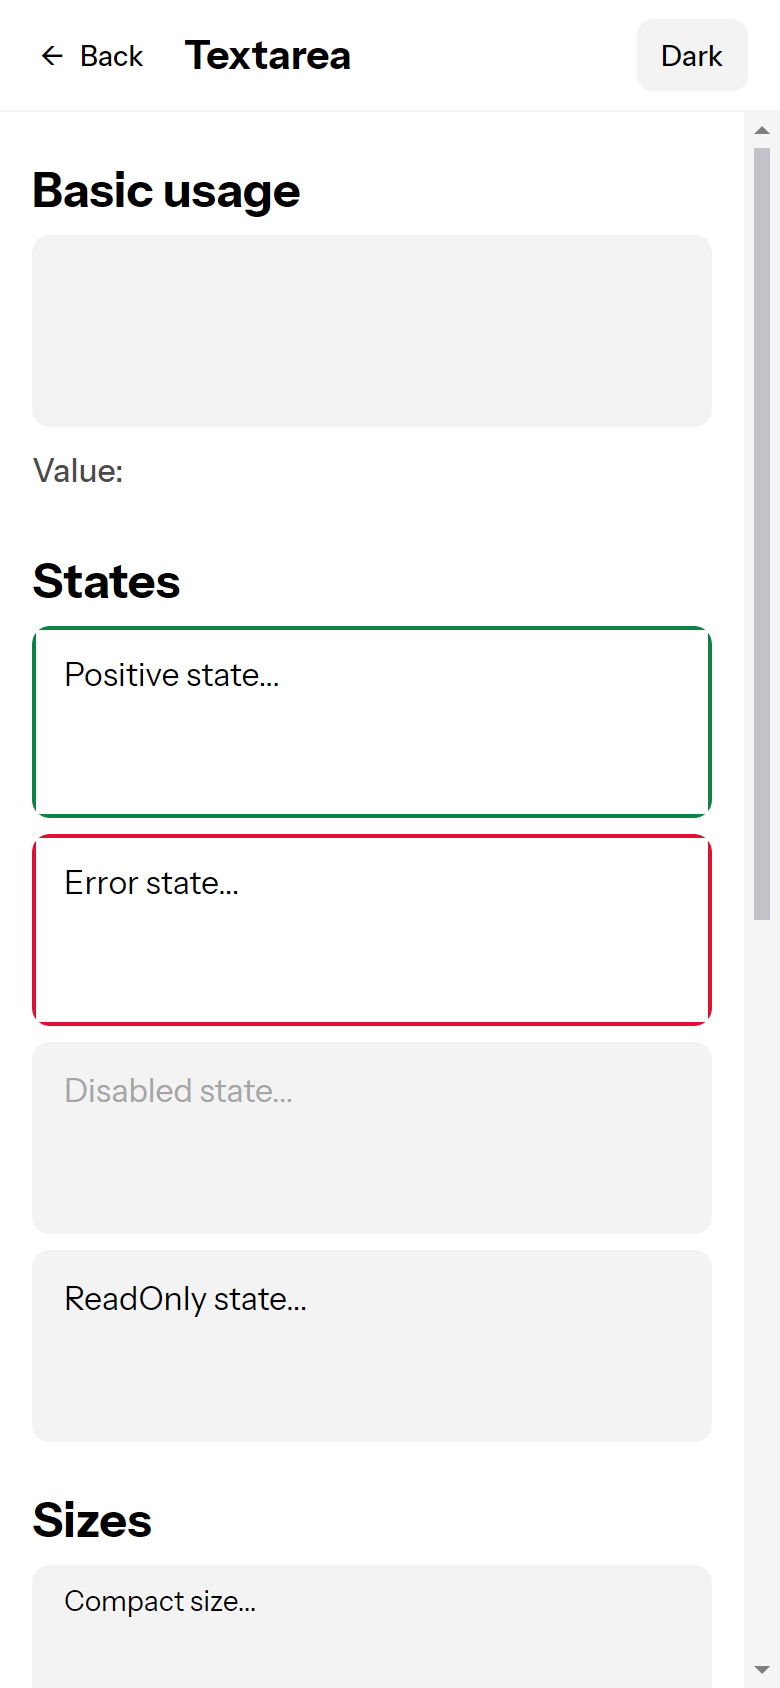 ← Back
Textarea
Dark
Basic usage
Value:
States
Positive state...
Error state...
Disabled state...
ReadOnly state...
Sizes
Compact size...